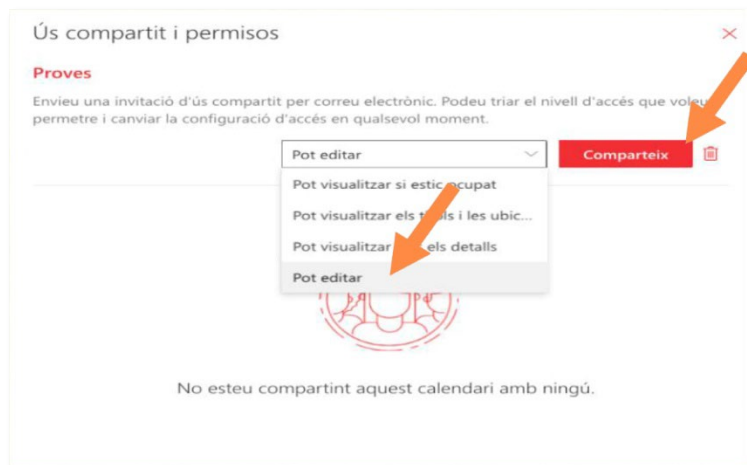 Ús compartit i permisos
Proves
Envieu una invitació d'ús compartit per correu electrònic. Podeu triar el nivell d'accés que voleu
permetre i canviar la configuració d'accés en qualsevol moment.
Pot editar
Comparteix
Pot visualitzar si estic ocupat
Pot visualitzar els títols i les ubic...
Pot visualitzar els detalls
Pot editar
No esteu compartint aquest calendari amb ningú.